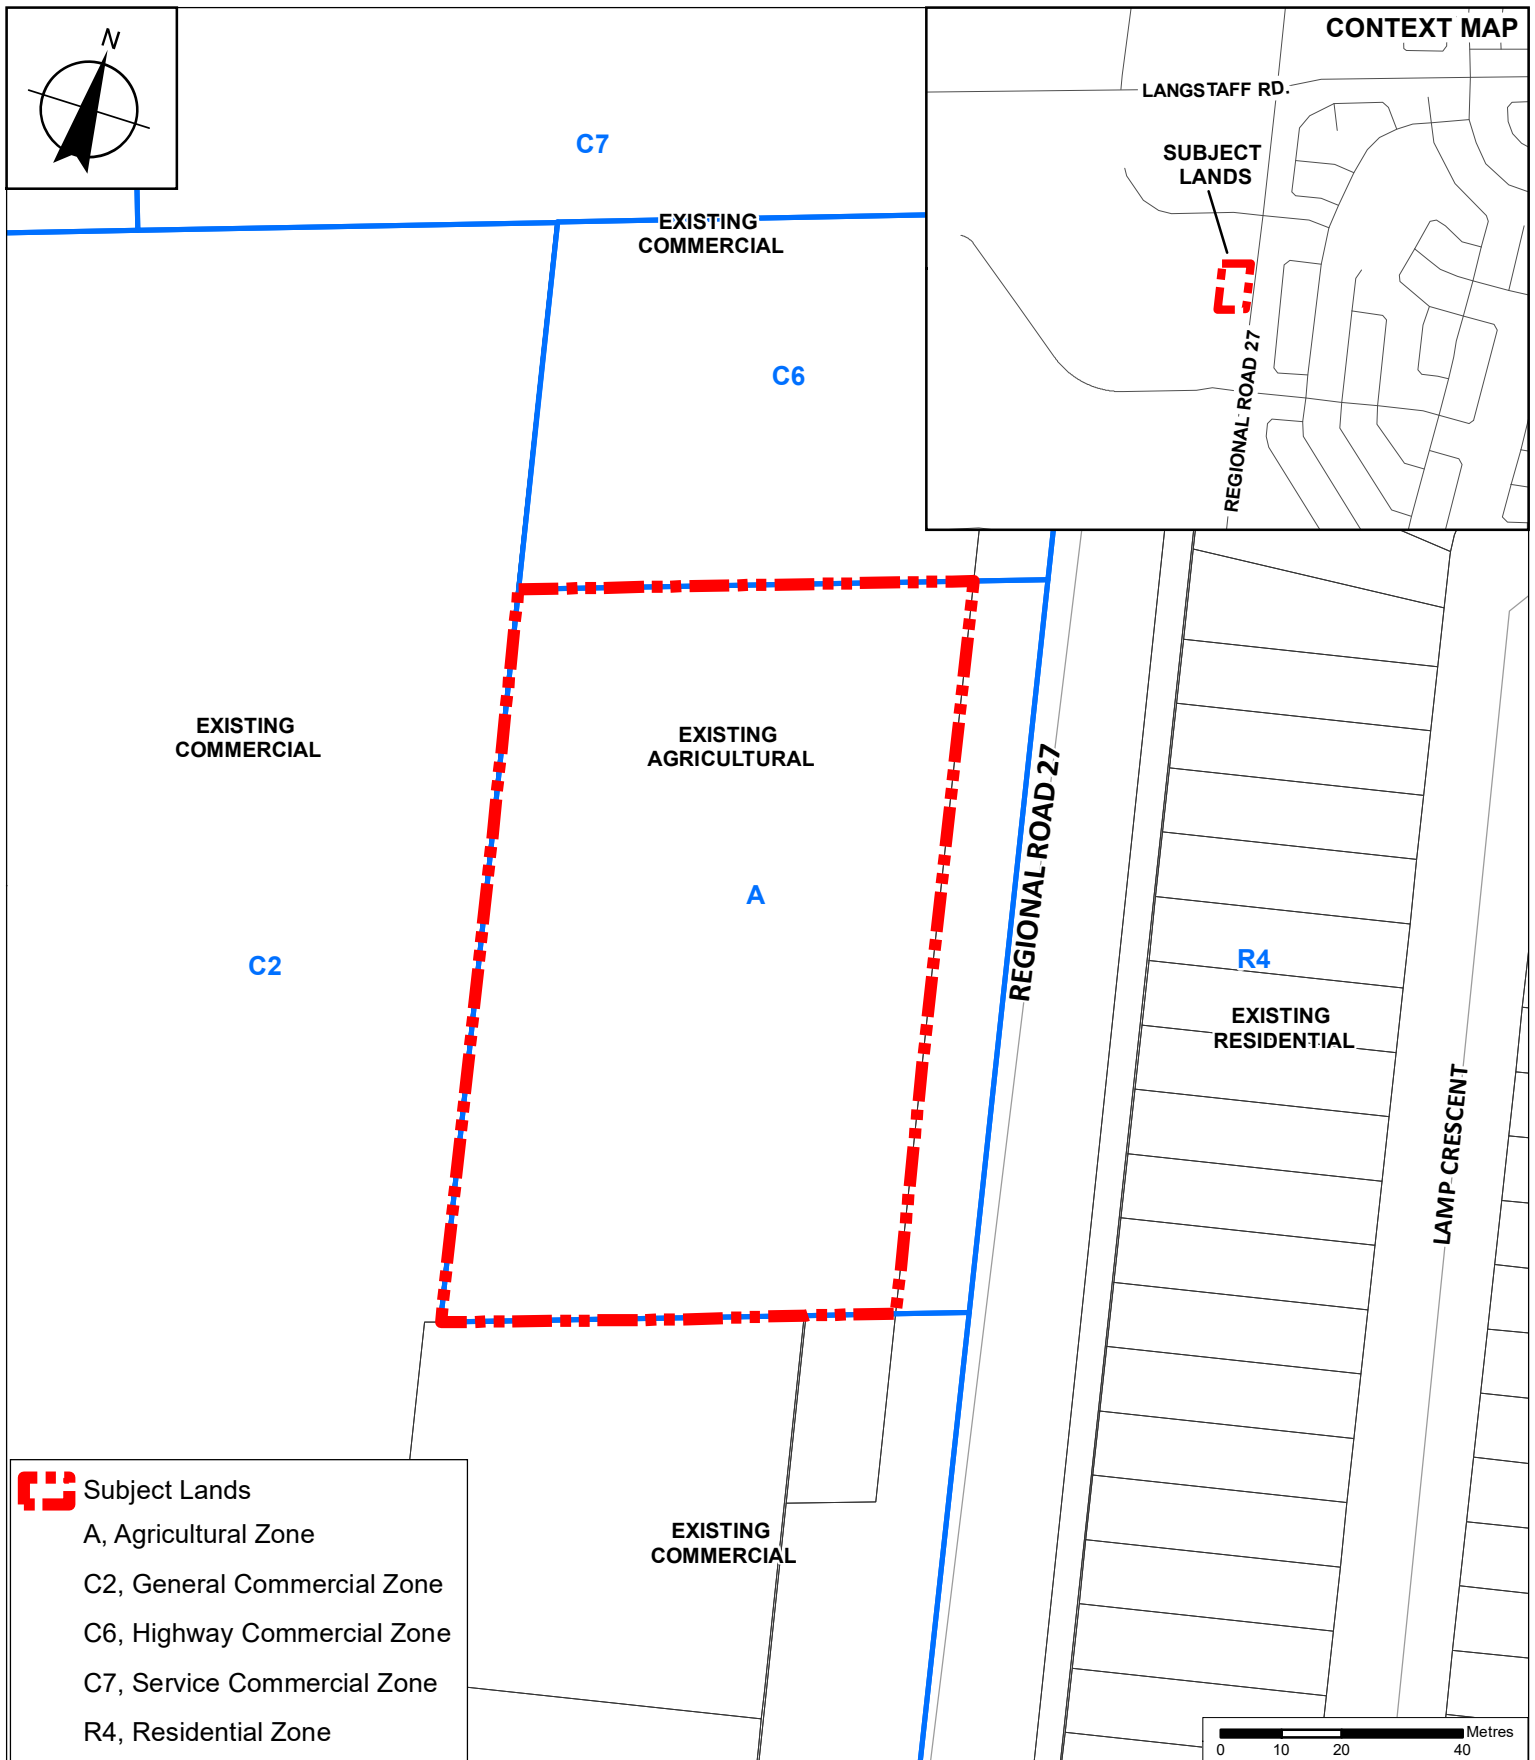 N
CONTEXT MAP
LANGSTAFF RD.
SUBJECT
LANDS
REGIONAL ROAD 27
C7
EXISTING
COMMERCIAL
C6
EXISTING
COMMERCIAL
EXISTING
AGRICULTURAL
A
C2
REGIONAL ROAD 27
R4
EXISTING
RESIDENTIAL
LAMP CRESCENT
EXISTING
COMMERCIAL
Subject Lands
A, Agricultural Zone
C2, General Commercial Zone
C6, Highway Commercial Zone
C7, Service Commercial Zone
R4, Residential Zone
Metres
0 10 20 40